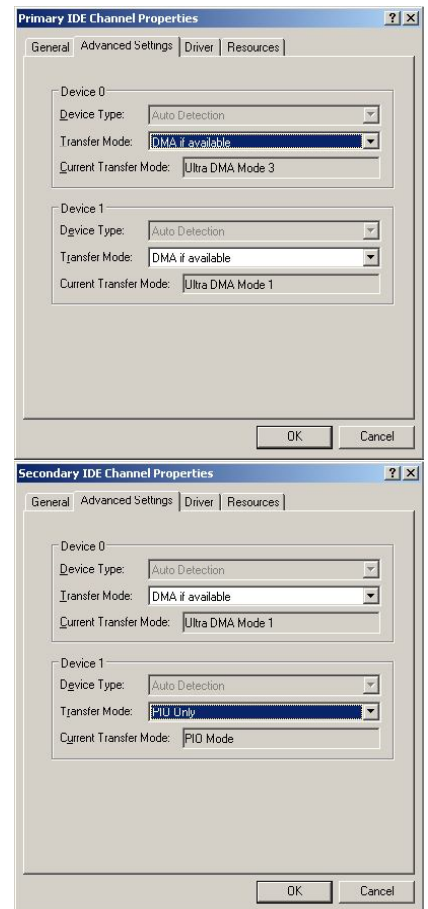 Primary IDE Channel Properties
General Advanced Settings Driver Resources
Device 0
Device Type: Auto Detection
Transfer Mode: DMA if available
Current Transfer Mode: Ultra DMA Mode 3
Device 1
Device Type: Auto Detection
Transfer Mode: DMA if available
Current Transfer Mode: Ultra DMA Mode 1
OK Cancel
Secondary IDE Channel Properties
General Advanced Settings Driver Resources
Device 0
Device Type: Auto Detection
Transfer Mode: DMA if available
Current Transfer Mode: Ultra DMA Mode 1
Device 1
Device Type: Auto Detection
Transfer Mode: PIO Only
Current Transfer Mode: PIO Mode
OK Cancel